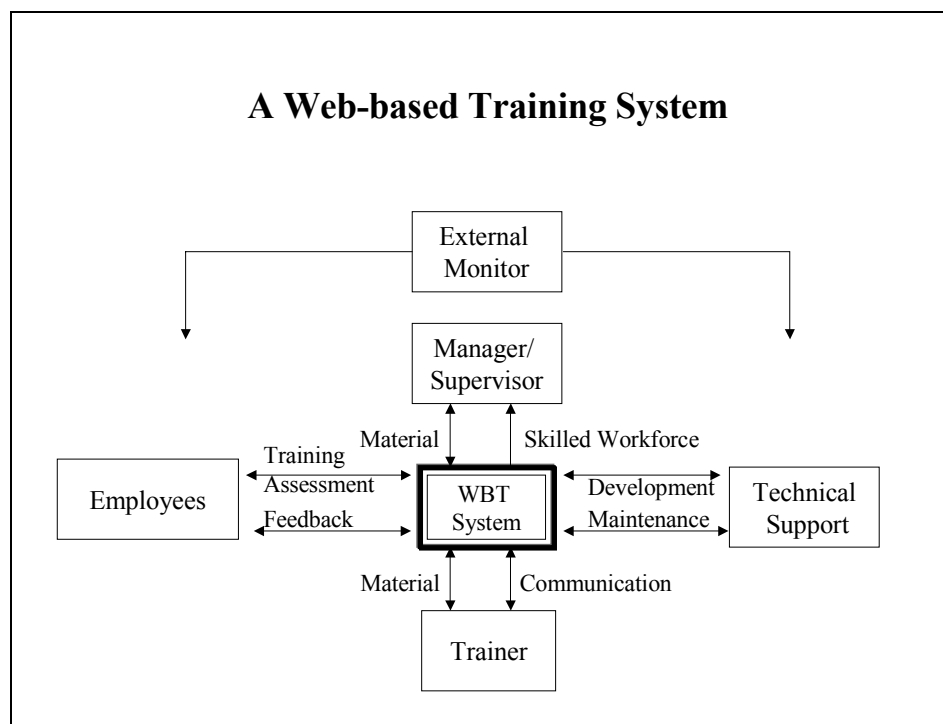 A Web-based Training System
External
Monitor
Manager/
Supervisor
Material
Skilled Workforce
Training
Assessment
Feedback
Employees
WBT
System
Development
Maintenance
Technical
Support
Material
Communication
Trainer